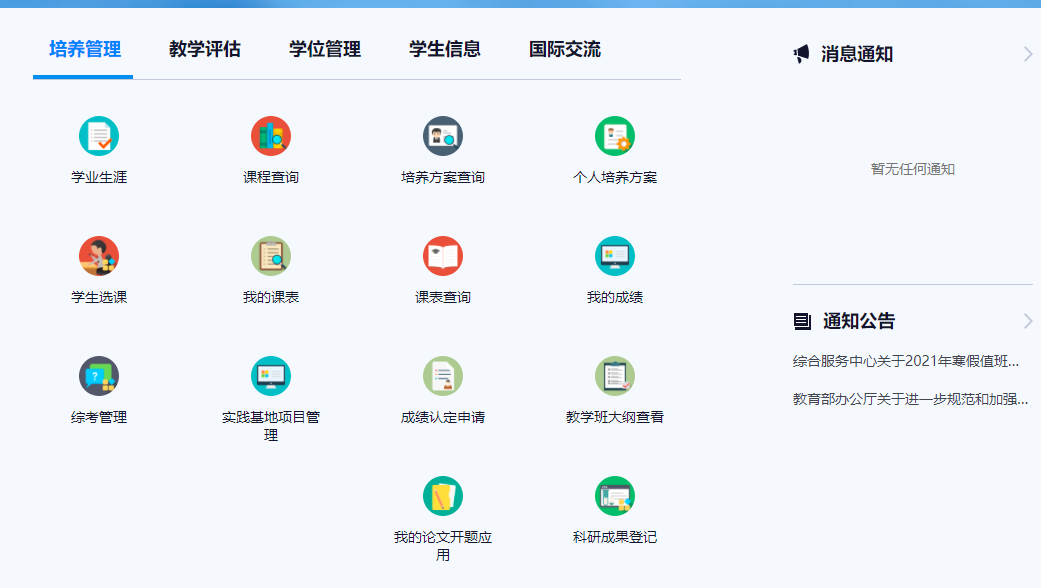 培养管理 教学评估 学位管理 学生信息 国际交流
学业生涯 课程查询 培养方案查询 个人培养方案
学生选课 我的课表 课表查询 我的成绩
综考管理 实践基地项目管 成绩认定申请 教学班大纲查看
理
我的论文开题应 科研成果登记
用
消息通知
暂无任何通知
通知公告
综合服务中心关于2021年寒假值班...
教育部办公厅关于进一步规范和加强...